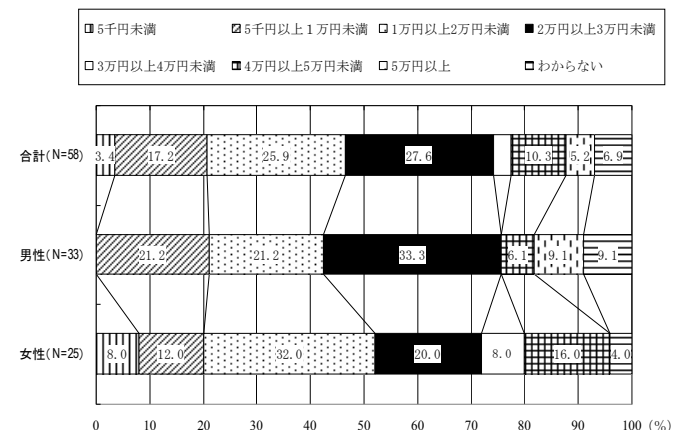 5千円未満 5千円以上1万円未満 1万円以上2万円未満 2万円以上3万円未満
3万円以上4万円未満 4万円以上5万円未満 5万円以上 わからない
合計(N=58) 3.4 17.2 25.9 27.6 10.3 5.2 6.9
男性(N=33) 21.2 21.2 33.3 6.1 9.1 9.1
女性(N=25) 8.0 12.0 32.0 20.0 8.0 16.0 4.0
0 10 20 30 40 50 60 70 80 90 100 (%)